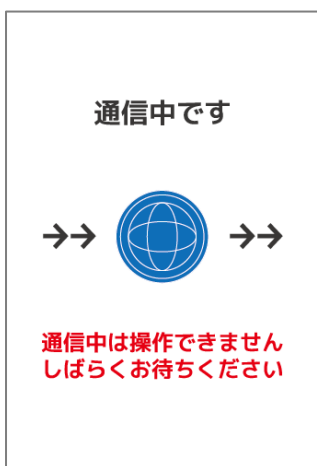 通信中です
→→ →→
通信中は操作できません
しばらくお待ちください